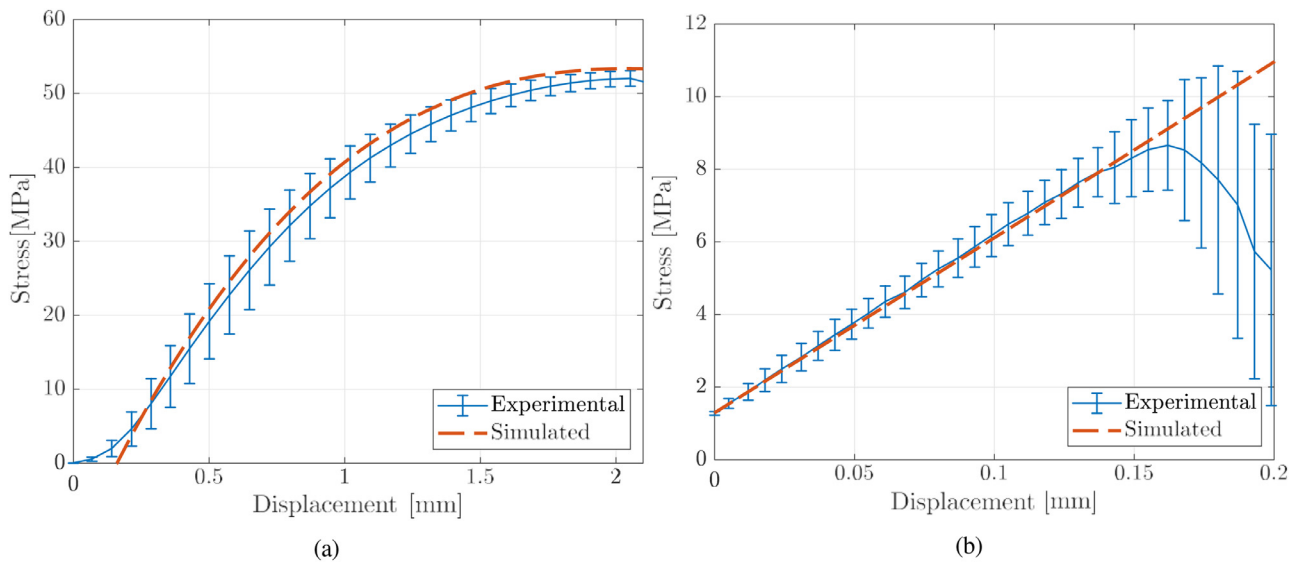 60
50
40
30
20
10
0
Stress[MPa]
0
0.5
1
1.5
2
Displacement [mm]
Experimental
Simulated
(a)
12
10
8
6
4
2
0
Stress [MPa]
0
0.05
0.1
0.15
0.2
Displacement [mm]
Experimental
Simulated
(b)